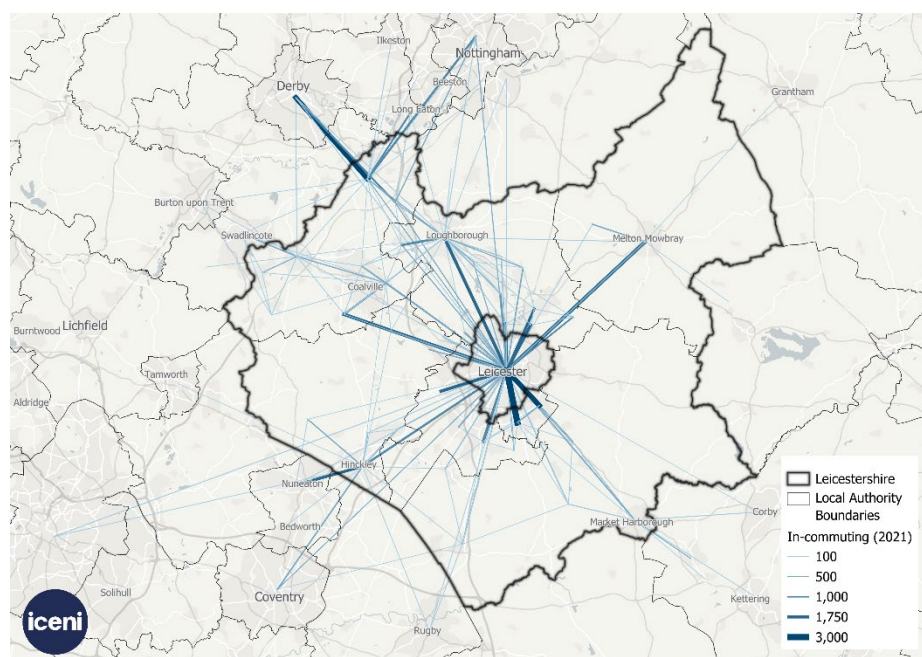 Ilkeston
Nottingham
Grantham
Beeston
Derby
Long Eaton
Burton upon Trent
Swadlincote
Loughborough
Melton Mowbray
Coalville
Lichfield
Burntwood
Tamworth
Leicester
Aldridge
Hinckley
Nuneaton
Bedworth
Market Harborough
Corby
Solihull
Coventry
Kettering
Rugby
Leicestershire
Local Authority
Boundaries
In-commuting (2021)
100
500
1,000
1,750
3,000
iceni